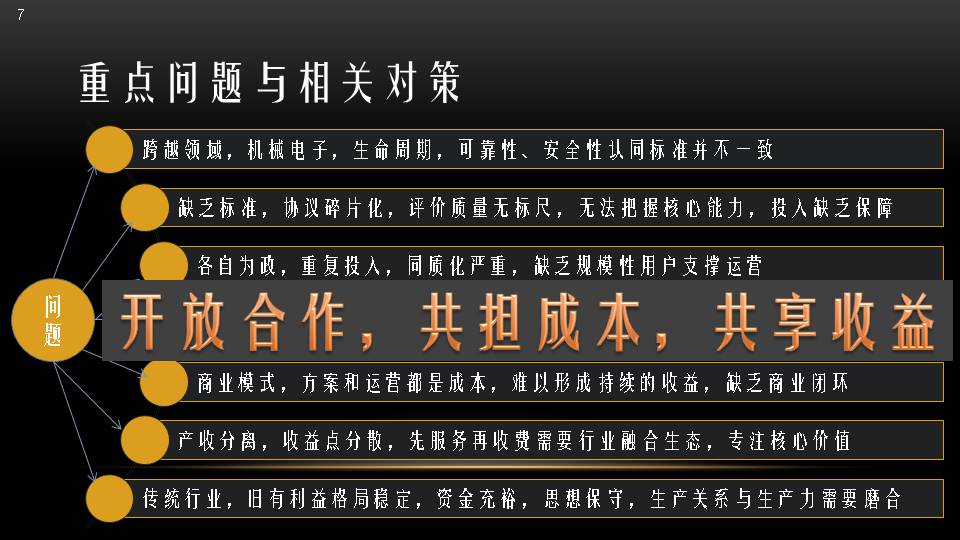 7
重点问题与相关对策
跨越领域，机械电子，生命周期，可靠性、安全性认同标准并不一致
缺乏标准，协议碎片化，评价质量无标尺，无法把握核心能力，投入缺乏保障
各自为政，重复投入，同质化严重，缺乏规模性用户支撑运营
问
题
开放合作，共担成本，共享收益
商业模式，方案和运营都是成本，难以形成持续的收益，缺乏商业闭环
产收分离，收益点分散，先服务再收费需要行业融合生态，专注核心价值
传统行业，旧有利益格局稳定，资金充裕，思想保守，生产关系与生产力需要磨合